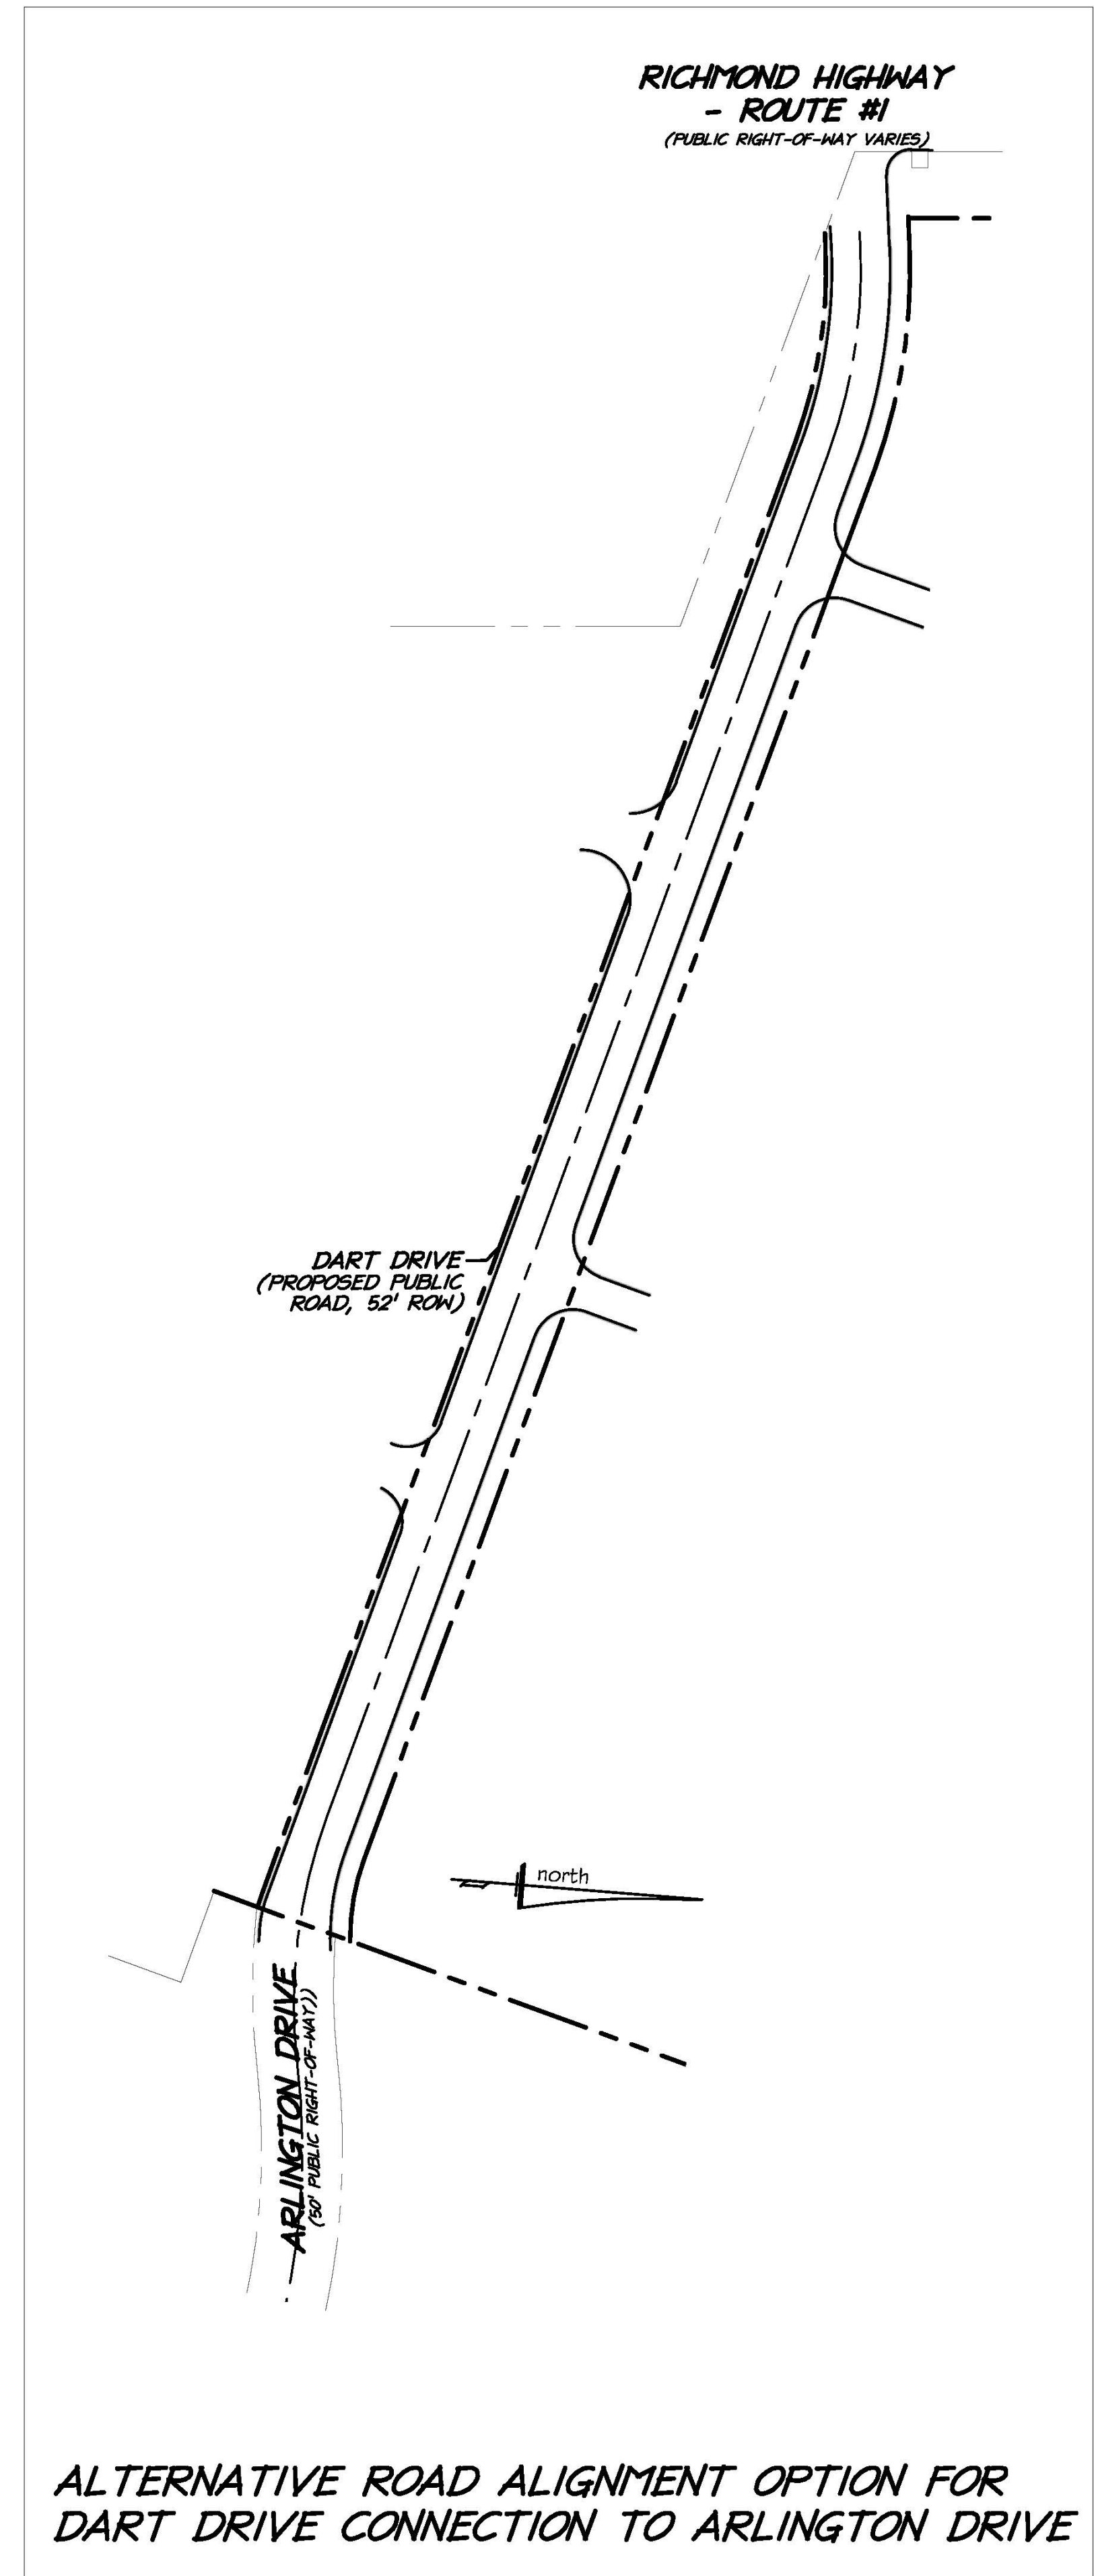 RICHMOND HIGHWAY
- ROUTE #1
(PUBLIC RIGHT-OF-WAY VARIES)
DART DRIVE
(PROPOSED PUBLIC
ROAD, 52' ROW)
north
ARLINGTON DRIVE
(50' PUBLIC RIGHT-OF-WAY))
ALTERNATIVE ROAD ALIGNMENT OPTION FOR
DART DRIVE CONNECTION TO ARLINGTON DRIVE